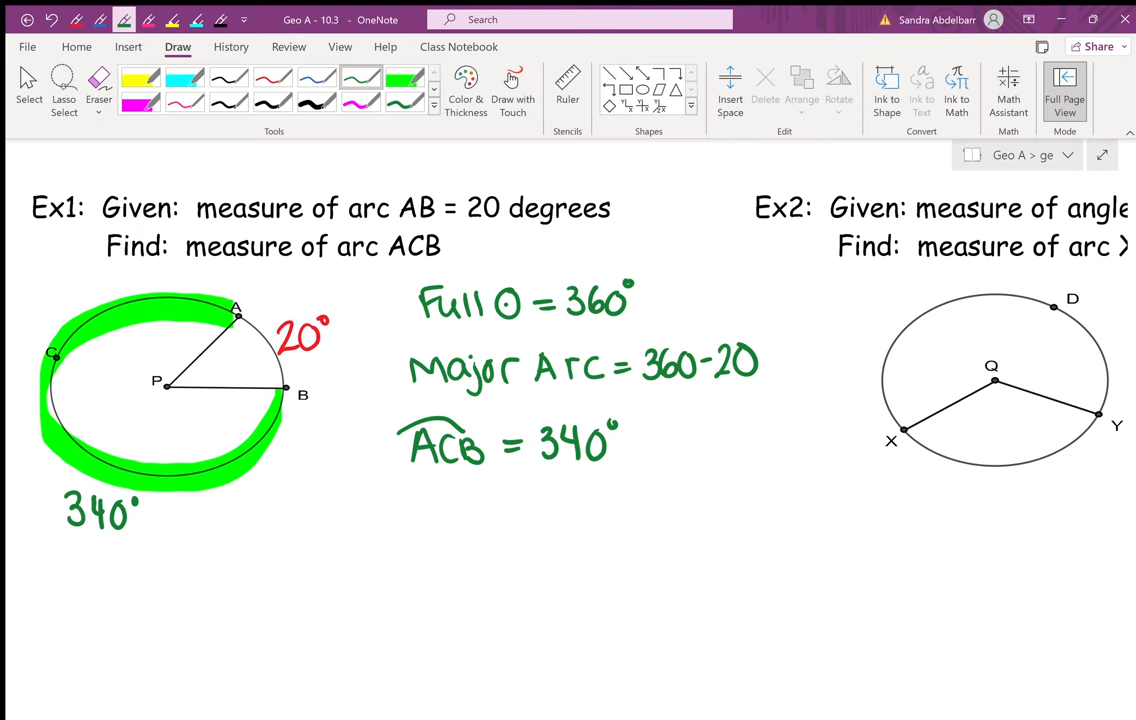 Geo A - 10.3 - OneNote
Search
Sandra Abdelbarr
File Home Insert Draw History Review View Help Class Notebook
Share
Select
Lasso Select
Eraser
Color & Thickness
Draw with Touch
Ruler
Insert Space
Delete
Arrange
Rotate
Ink to Shape
Ink to Text
Ink to Math
Math Assistant
Full Page View
Tools Stencils Shapes Edit Convert Math Mode
Geo A > ge
Ex1: Given: measure of arc AB = 20 degrees
Find: measure of arc ACB
Ex2: Given: measure of angle
Find: measure of arc X
A
C
P
B
20°
340°
Full ⊙ = 360°
Major Arc = 360-20
ACB = 340°
D
Q
X
Y